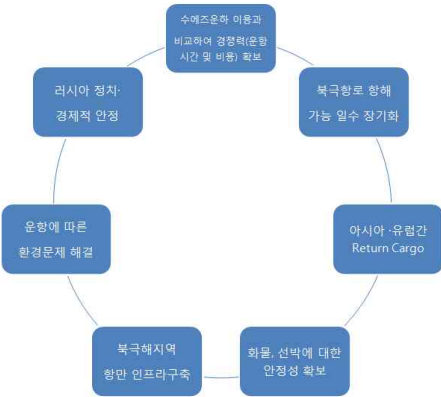 수에즈운하 이용과
비교하여 경쟁력(운항
시간 및 비용) 확보
북극항로 항해
가능 일수 장기화
아시아 ·유럽간
Return Cargo
화물, 선박에 대한
안정성 확보
북극해지역
항만 인프라구축
운항에 따른
환경문제 해결
러시아 정치·
경제적 안정